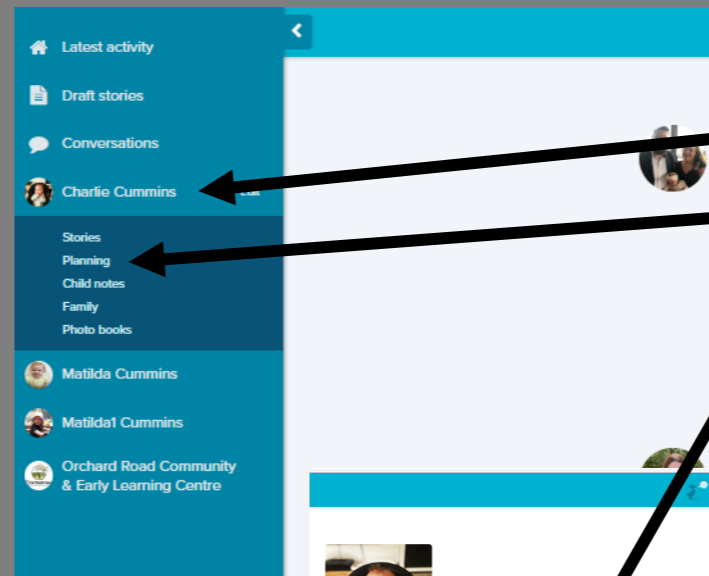 Latest activity
Draft stories
Conversations
Charlie Cummins
Stories
Planning
Child notes
Family
Photo books
Matilda Cummins
Matilda1 Cummins
Orchard Road Community
& Early Learning Centre